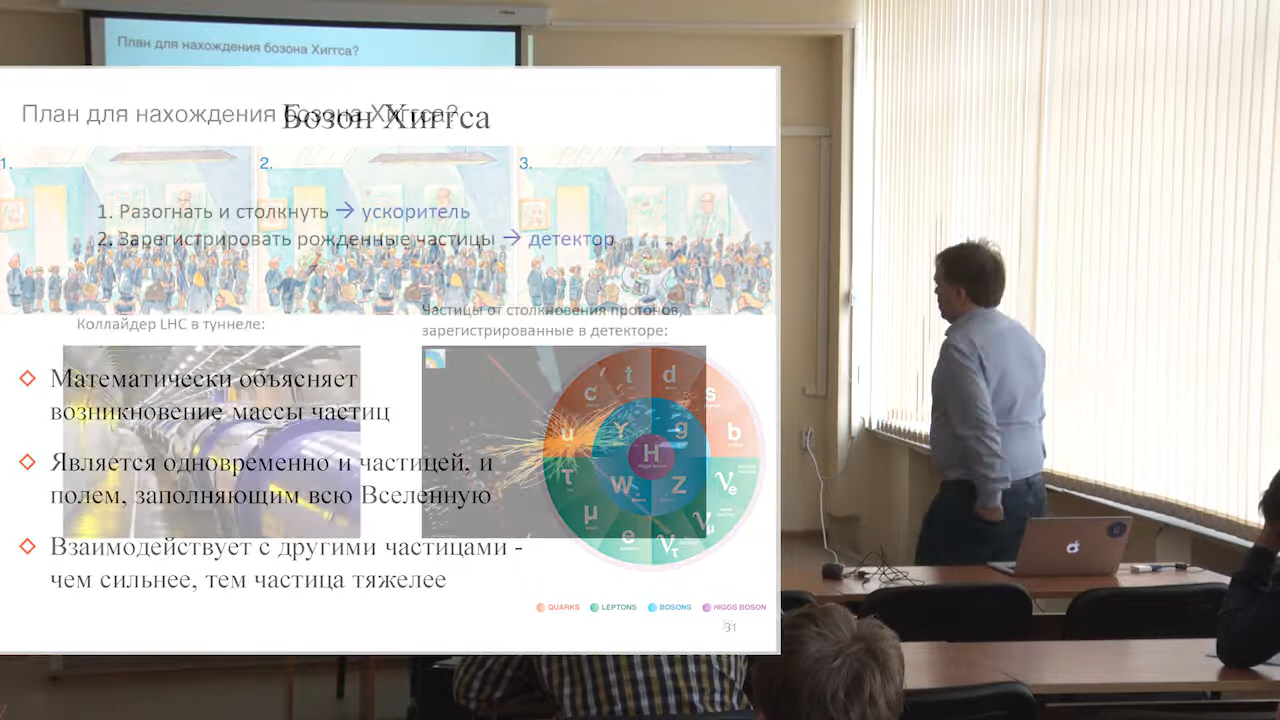 План для нахождения бозона Хиггса?
План для нахождения бозона Хиггса?
Бозон Хиггса
1.
2.
3.
1. Разогнать и столкнуть → ускоритель
2. Зарегистрировать рожденные частицы → детектор
Коллайдер LHC в туннеле:
Частицы от столкновения протонов,
зарегистрированные в детекторе:
Математически объясняет
возникновение массы частиц
Является одновременно и частицей, и
полем, заполняющим всю Вселенную
Взаимодействует с другими частицами -
чем сильнее, тем частица тяжелее
c t d s
u γ g b
H
τ W Z νe
μ νμ
e ντ
QUARKS LEPTONS BOSONS HIGGS BOSON
31